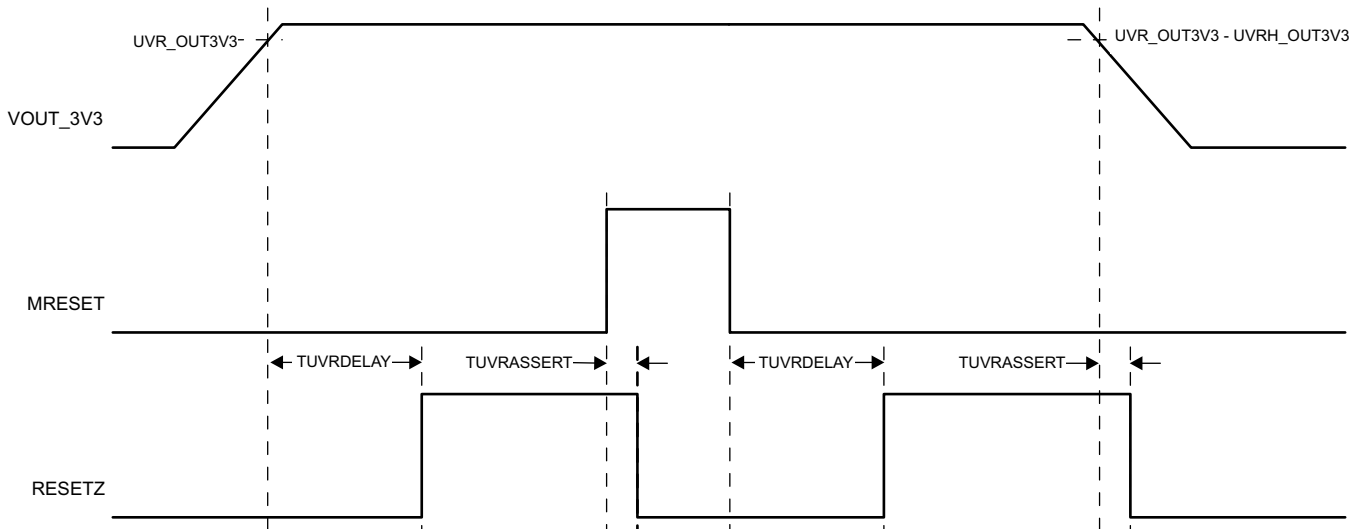 UVR_OUT3V3
UVR_OUT3V3 - UVRH_OUT3V3
VOUT_3V3
MRESET
TUVRDELAY
TUVRASSERT
TUVRDELAY
TUVRASSERT
RESETZ